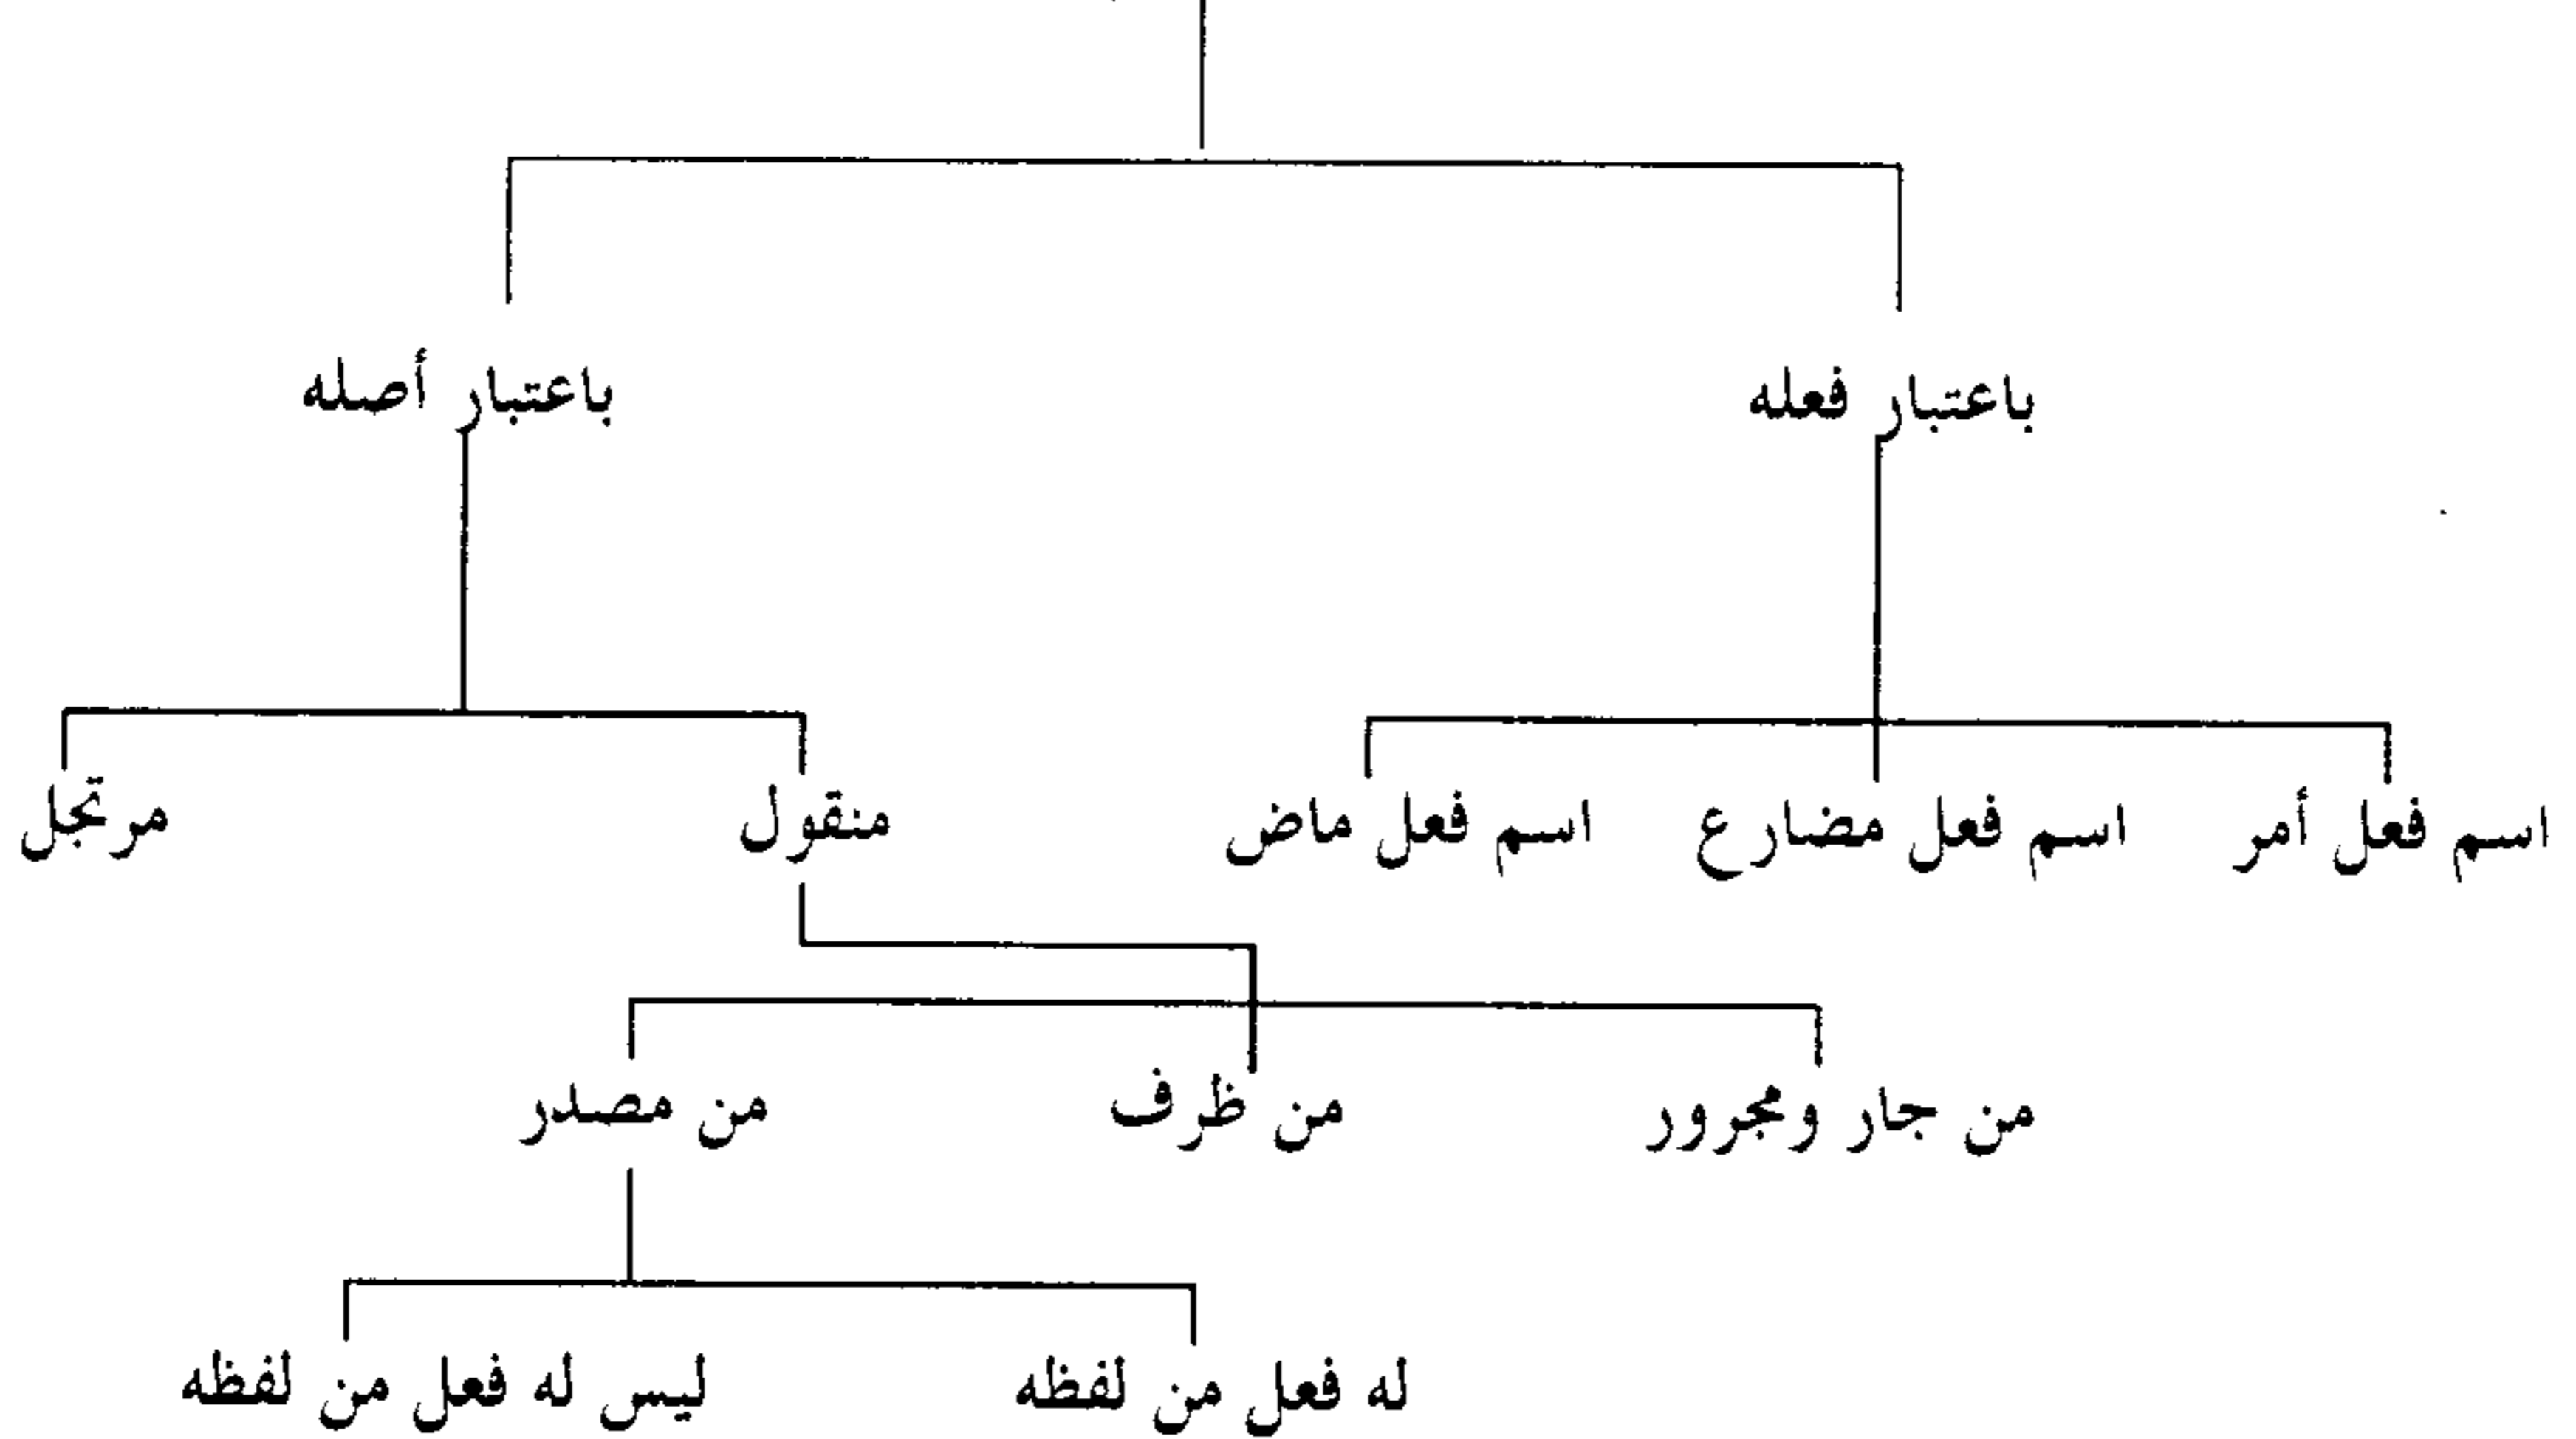 باعتبار فعله باعتبار أصله
اسم فعل أمر اسم فعل مضارع اسم فعل ماض منقول مرتجل
من جار ومجرور من ظرف من مصدر
له فعل من لفظه ليس له فعل من لفظه